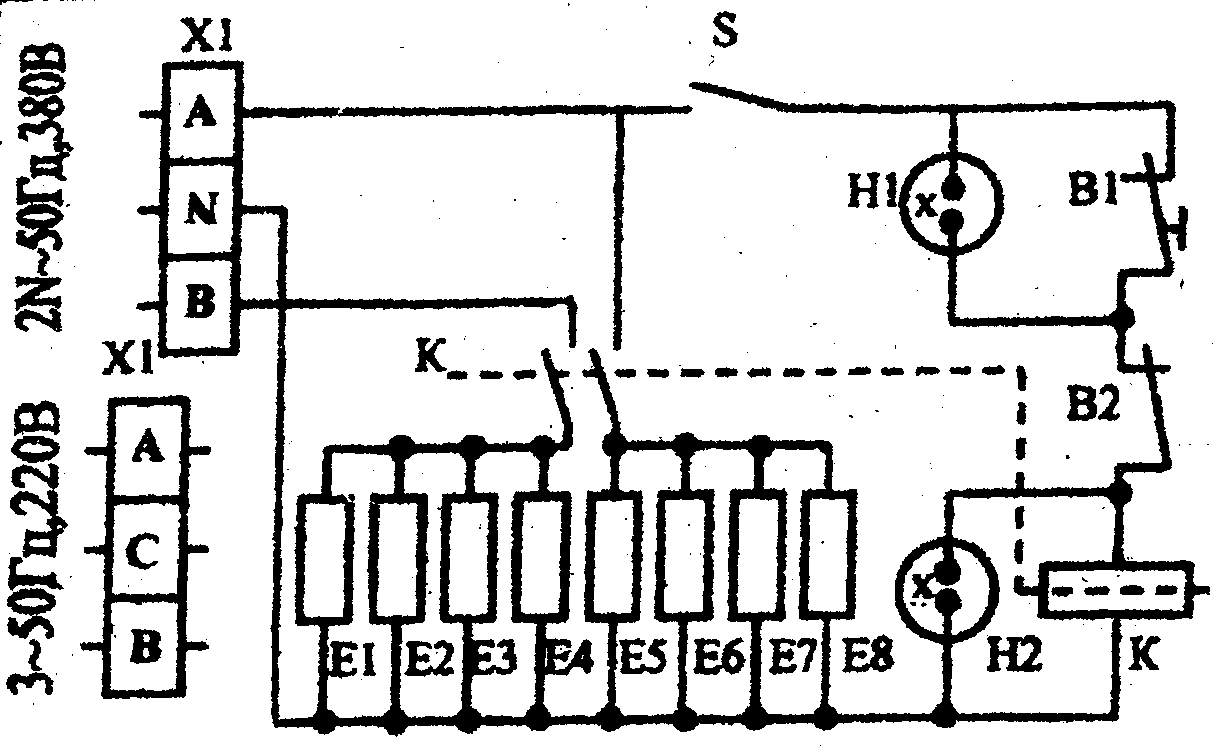 X1
S
2N~50Гц,380В
A
N
B
H1
x
B1
X1
K
B2
3~50Гц,220В
A
C
B
x
E1 E2 E3 E4 E5 E6 E7 E8
H2
K